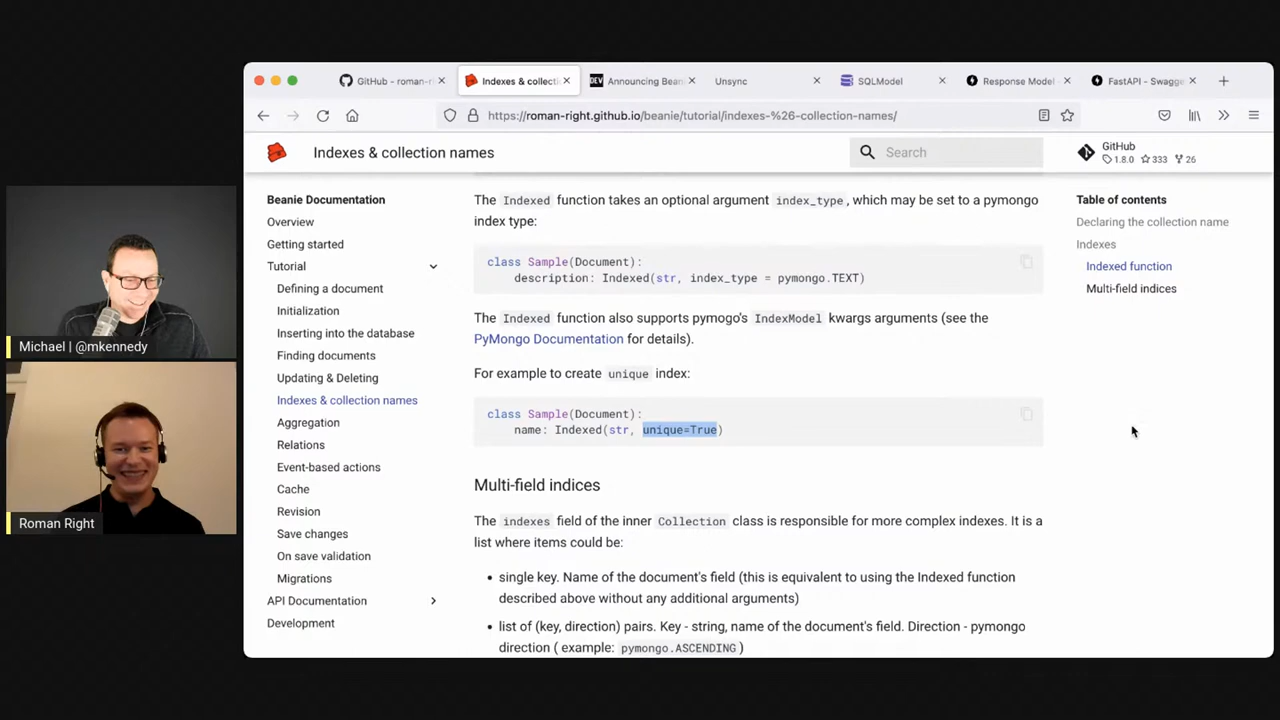 GitHub - roman-ri
Indexes & collecti
DEV
Announcing Bean
Unsync
SQLModel
Response Model -
FastAPI - Swagge
https://roman-right.github.io/beanie/tutorial/indexes-%26-collection-names/
Indexes & collection names
Search
GitHub
1.8.0 333 26
Michael | @mkennedy
Roman Right
Beanie Documentation
Overview
Getting started
Tutorial
Defining a document
Initialization
Inserting into the database
Finding documents
Updating & Deleting
Indexes & collection names
Aggregation
Relations
Event-based actions
Cache
Revision
Save changes
On save validation
Migrations
API Documentation
Development
The Indexed function takes an optional argument index_type, which may be set to a pymongo
index type:
class Sample(Document):
description: Indexed(str, index_type = pymongo.TEXT)
The Indexed function also supports pymogo's IndexModel kwargs arguments (see the
PyMongo Documentation for details).
For example to create unique index:
class Sample(Document):
name: Indexed(str, unique=True)
Multi-field indices
The indexes field of the inner Collection class is responsible for more complex indexes. It is a
list where items could be:
• single key. Name of the document's field (this is equivalent to using the Indexed function
described above without any additional arguments)
• list of (key, direction) pairs. Key - string, name of the document's field. Direction - pymongo
direction ( example: pymongo.ASCENDING )
Table of contents
Declaring the collection name
Indexes
Indexed function
Multi-field indices